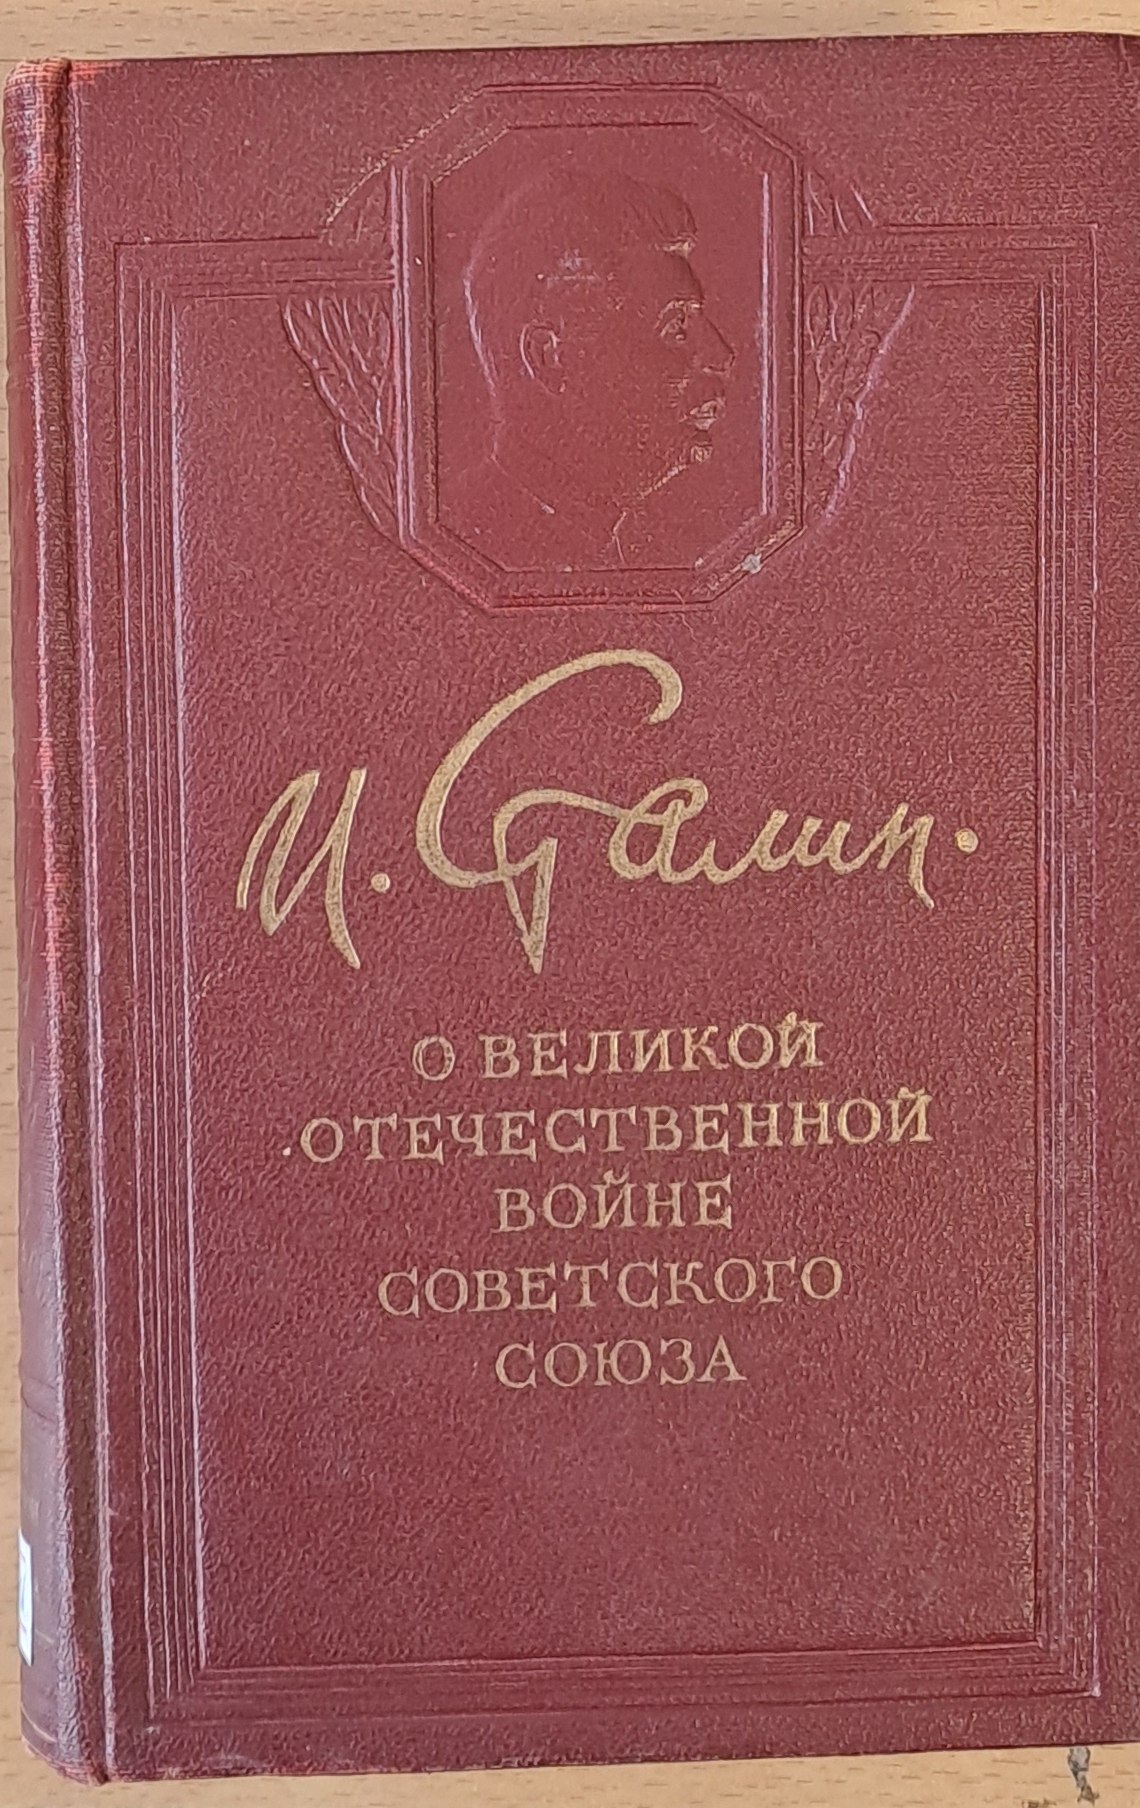 И. Сталин.
О ВЕЛИКОЙ
ОТЕЧЕСТВЕННОЙ
ВОЙНЕ
СОВЕТСКОГО
СОЮЗА